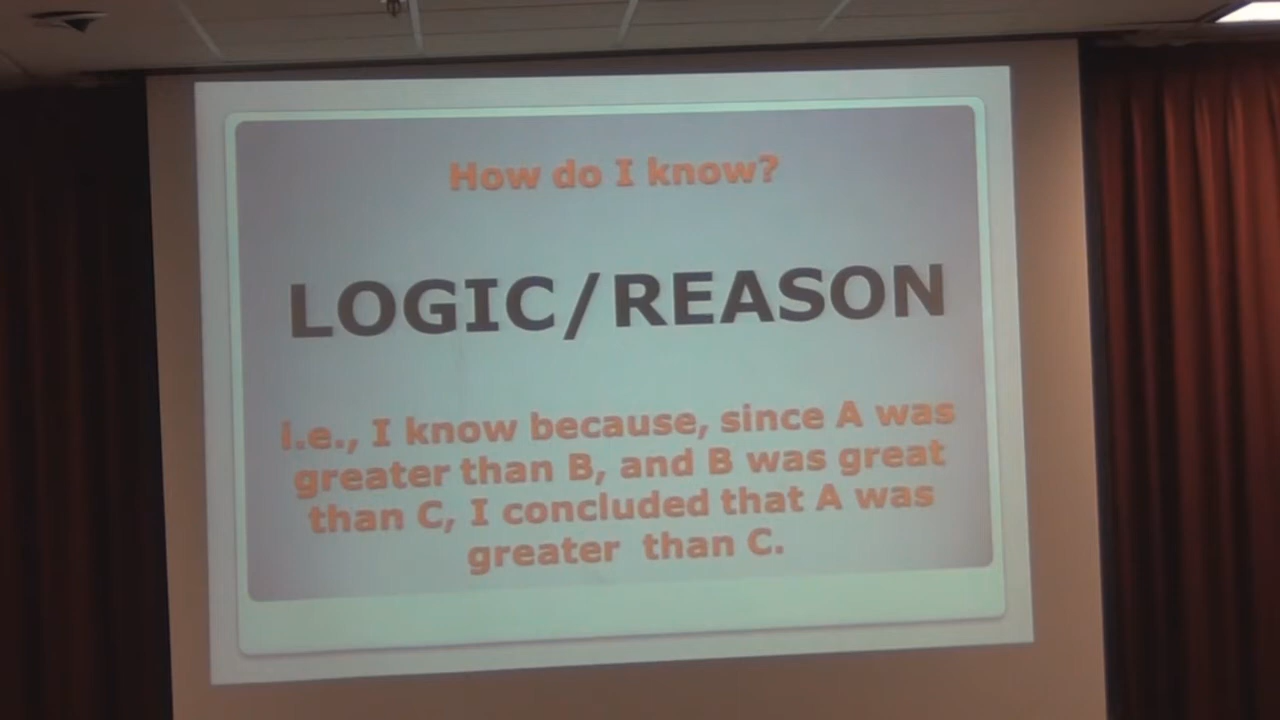 How do I know?
LOGIC/REASON
i.e., I know because, since A was
greater than B, and B was great
than C, I concluded that A was
greater than C.